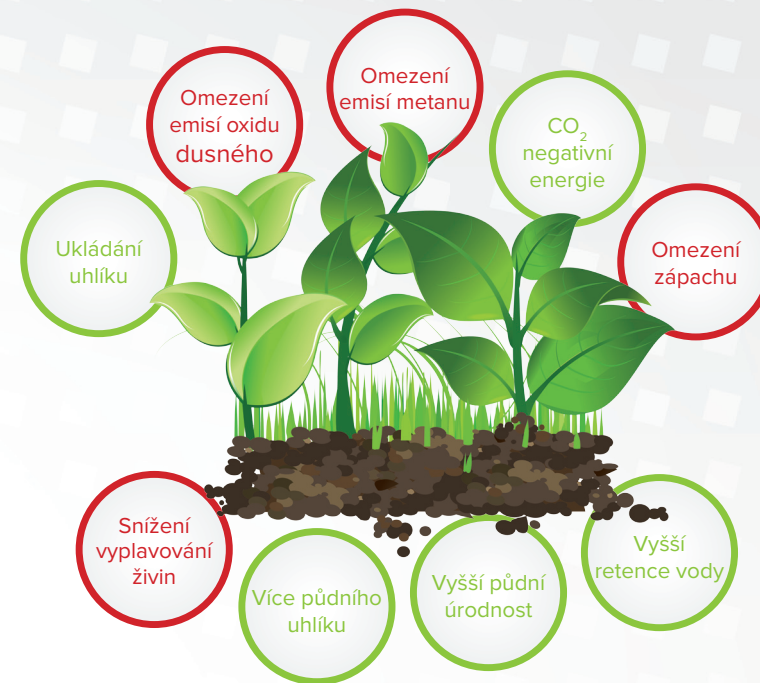 Omezení
emisí oxidu
dusného
Omezení
emisí metanu
CO₂
negativní
energie
Ukládání
uhlíku
Omezení
zápachu
Snížení
vyplavování
živin
Více půdního
uhlíku
Vyšší půdní
úrodnost
Vyšší
retence vody